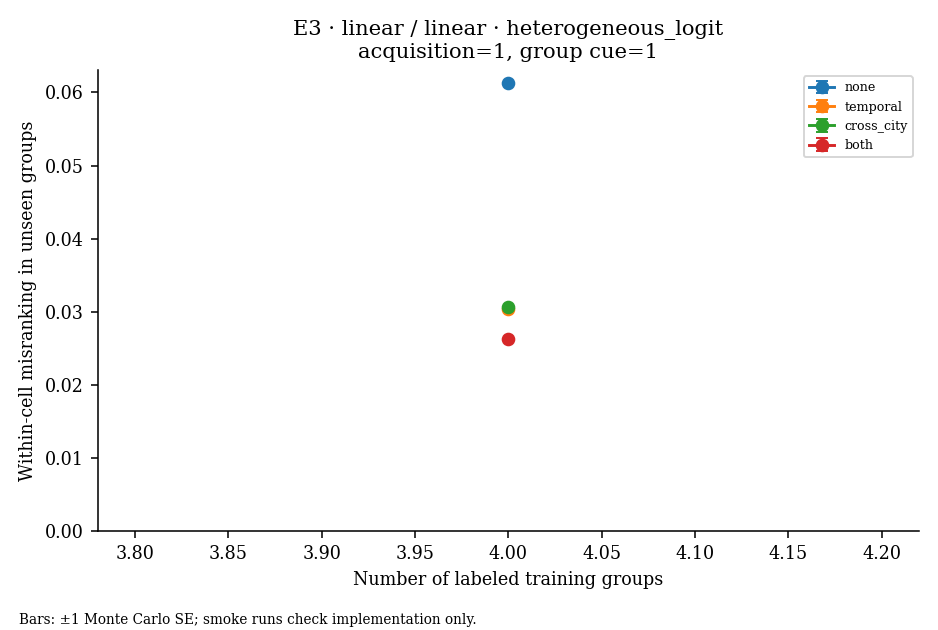 E3 · linear / linear · heterogeneous_logit
acquisition=1, group cue=1
Within-cell misranking in unseen groups
0.06
0.05
0.04
0.03
0.02
0.01
0.00
none
temporal
cross_city
both
3.80 3.85 3.90 3.95 4.00 4.05 4.10 4.15 4.20
Number of labeled training groups
Bars: ±1 Monte Carlo SE; smoke runs check implementation only.